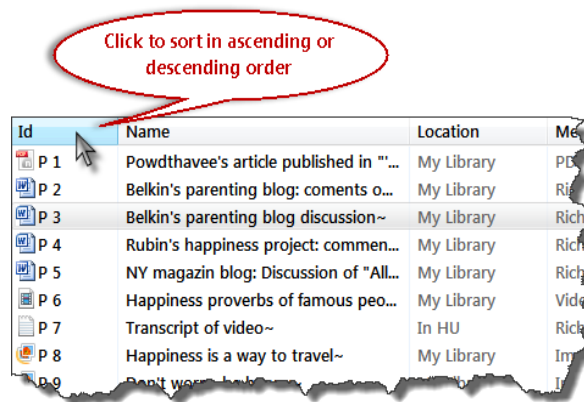 Click to sort in ascending or
descending order
Id Name Location Me
P 1 Powdthavee's article published in "'... My Library PD
P 2 Belkin's parenting blog: coments o... My Library Ri
P 3 Belkin's parenting blog discussion~ My Library Rich
P 4 Rubin's happiness project: commen... My Library Rich
P 5 NY magazin blog: Discussion of "All... My Library Rich
P 6 Happiness proverbs of famous peo... My Library Vide
P 7 Transcript of video~ In HU Rich
P 8 Happiness is a way to travel~ My Library Im
P 9 Don't